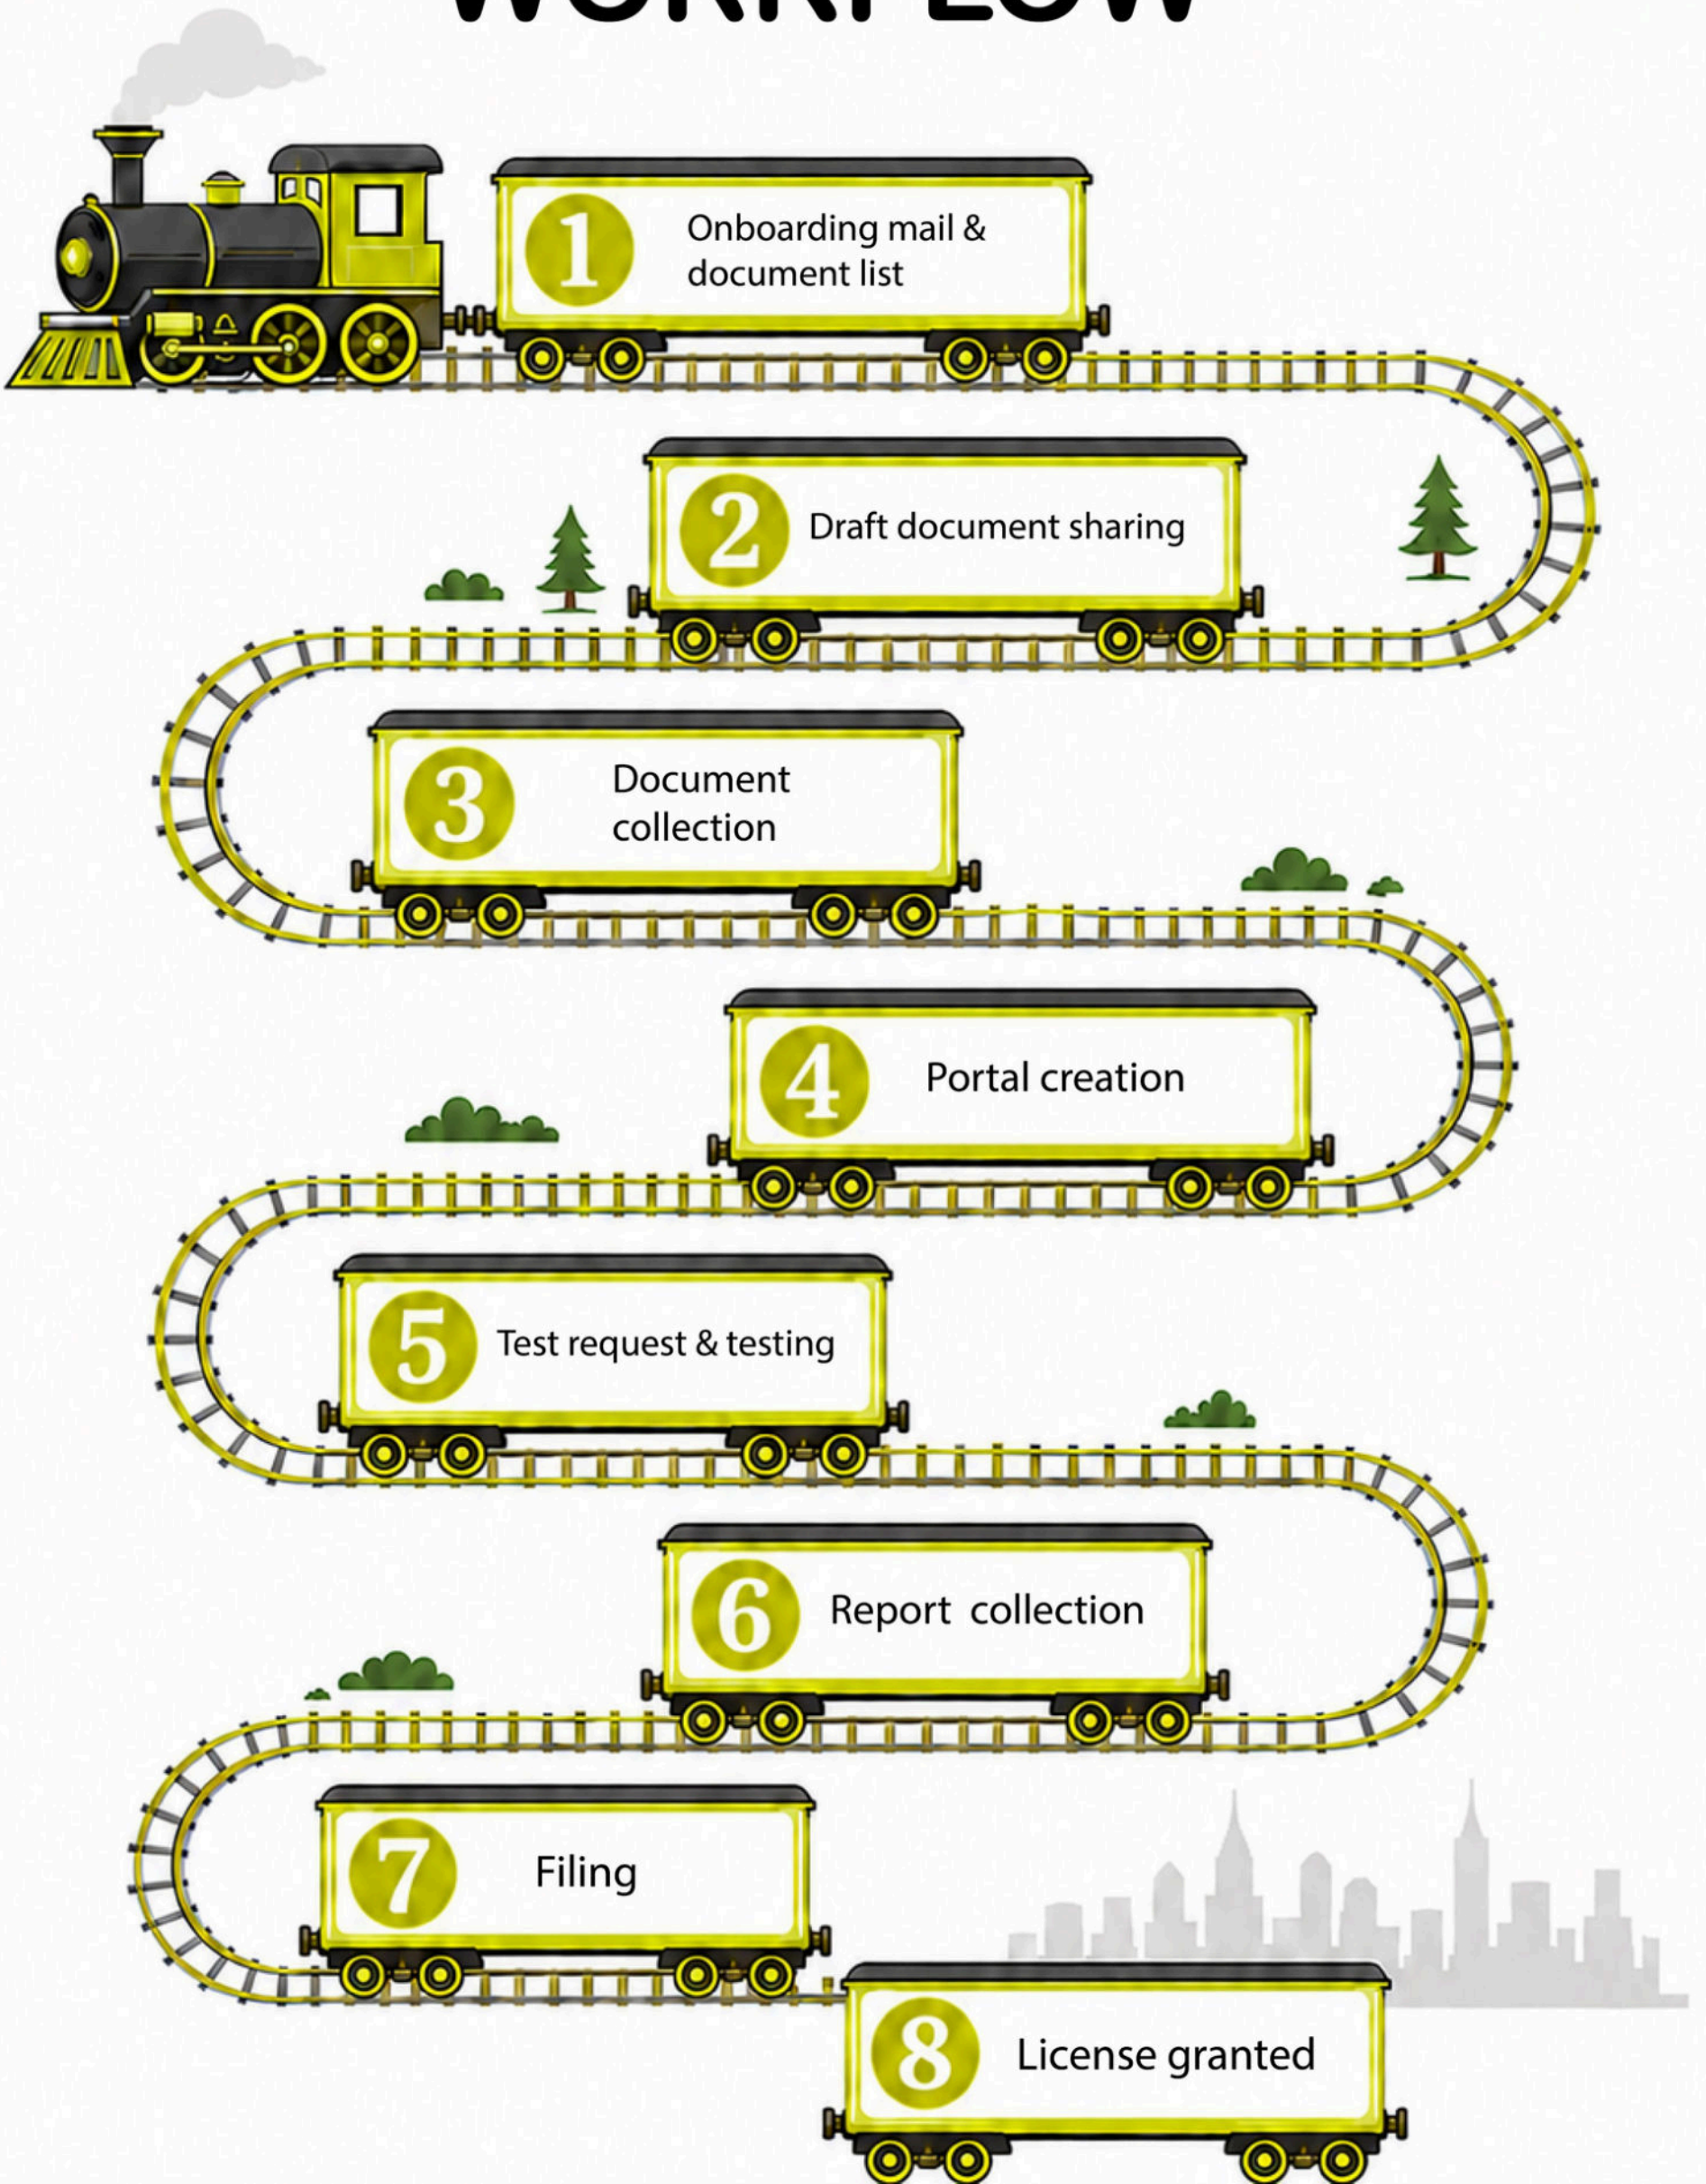 WORKFLOW
1
Onboarding mail &
document list
2
Draft document sharing
3
Document
collection
4
Portal creation
5
Test request & testing
6
Report collection
7
Filing
8
License granted